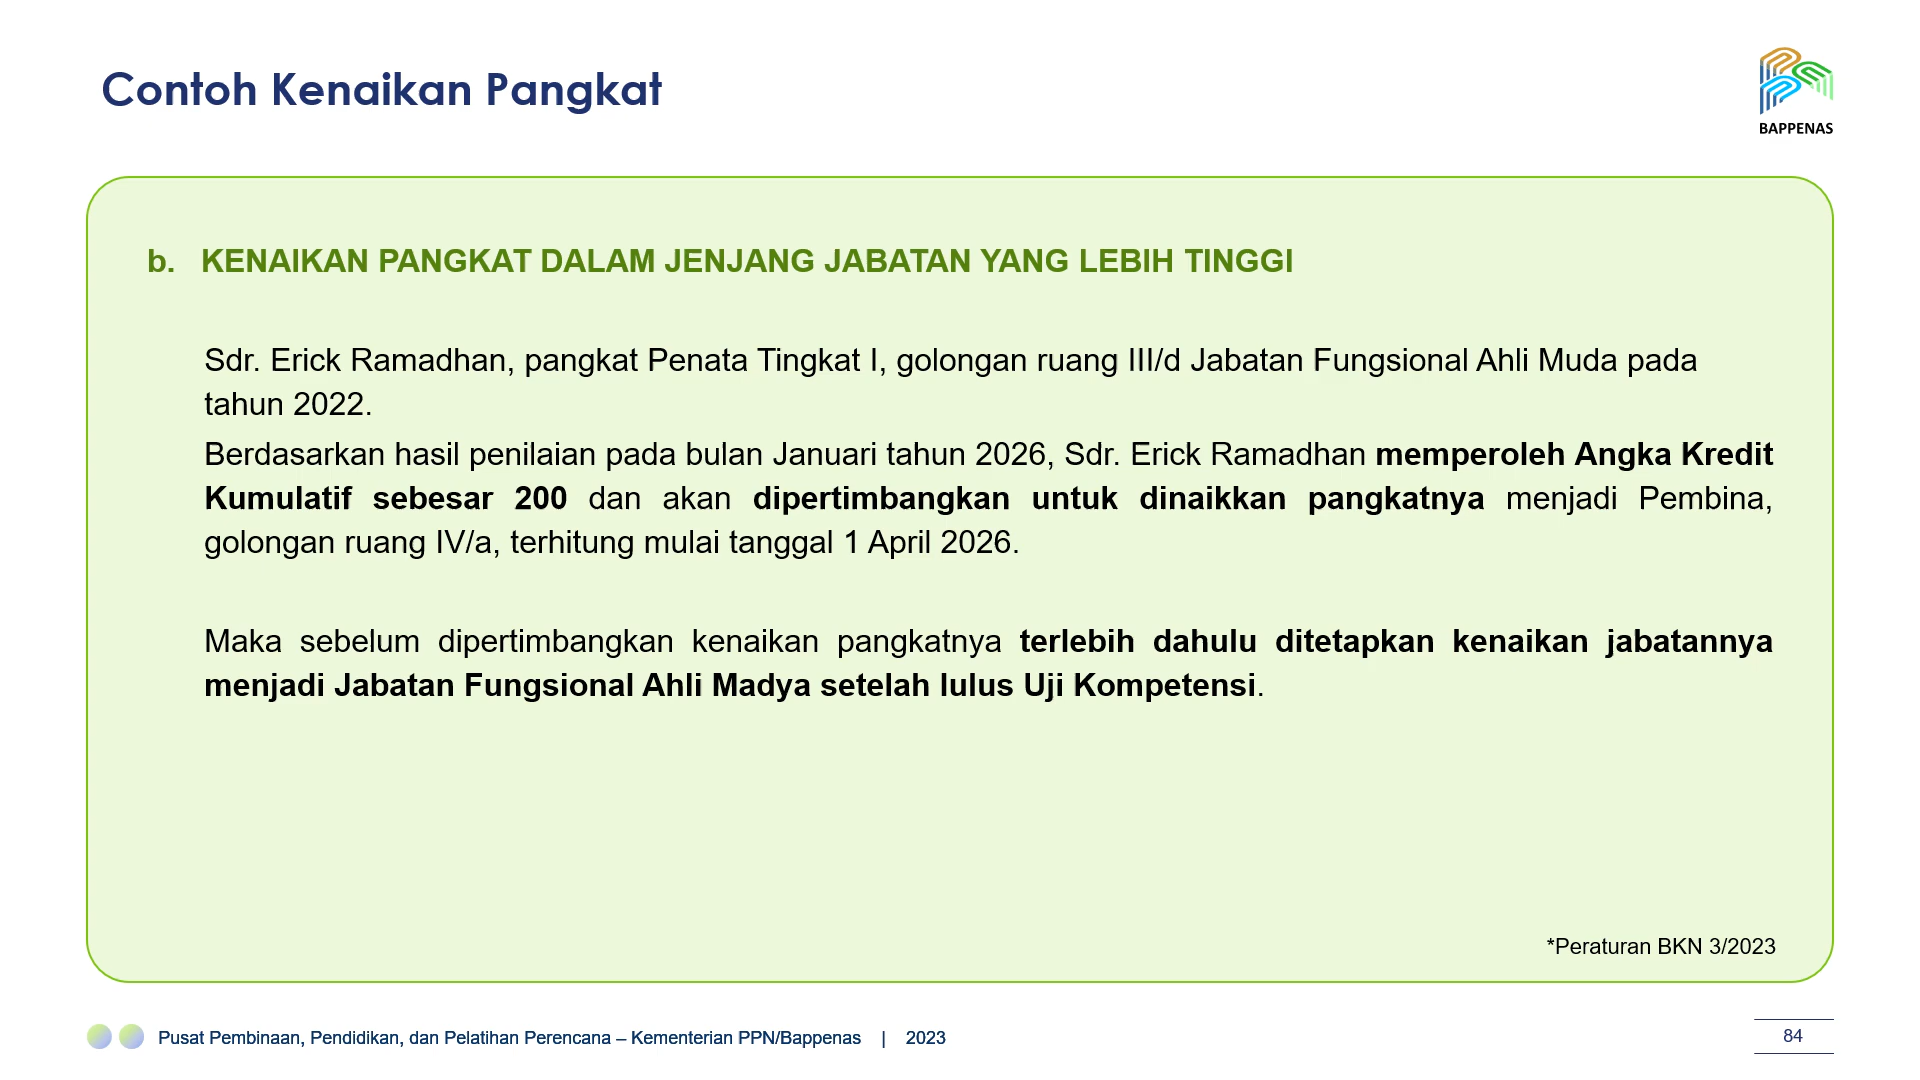 Contoh Kenaikan Pangkat
BAPPENAS
b. KENAIKAN PANGKAT DALAM JENJANG JABATAN YANG LEBIH TINGGI
Sdr. Erick Ramadhan, pangkat Penata Tingkat I, golongan ruang III/d Jabatan Fungsional Ahli Muda pada
tahun 2022.
Berdasarkan hasil penilaian pada bulan Januari tahun 2026, Sdr. Erick Ramadhan memperoleh Angka Kredit
Kumulatif sebesar 200 dan akan dipertimbangkan untuk dinaikkan pangkatnya menjadi Pembina,
golongan ruang IV/a, terhitung mulai tanggal 1 April 2026.
Maka sebelum dipertimbangkan kenaikan pangkatnya terlebih dahulu ditetapkan kenaikan jabatannya
menjadi Jabatan Fungsional Ahli Madya setelah lulus Uji Kompetensi.
*Peraturan BKN 3/2023
Pusat Pembinaan, Pendidikan, dan Pelatihan Perencana – Kementerian PPN/Bappenas | 2023
84